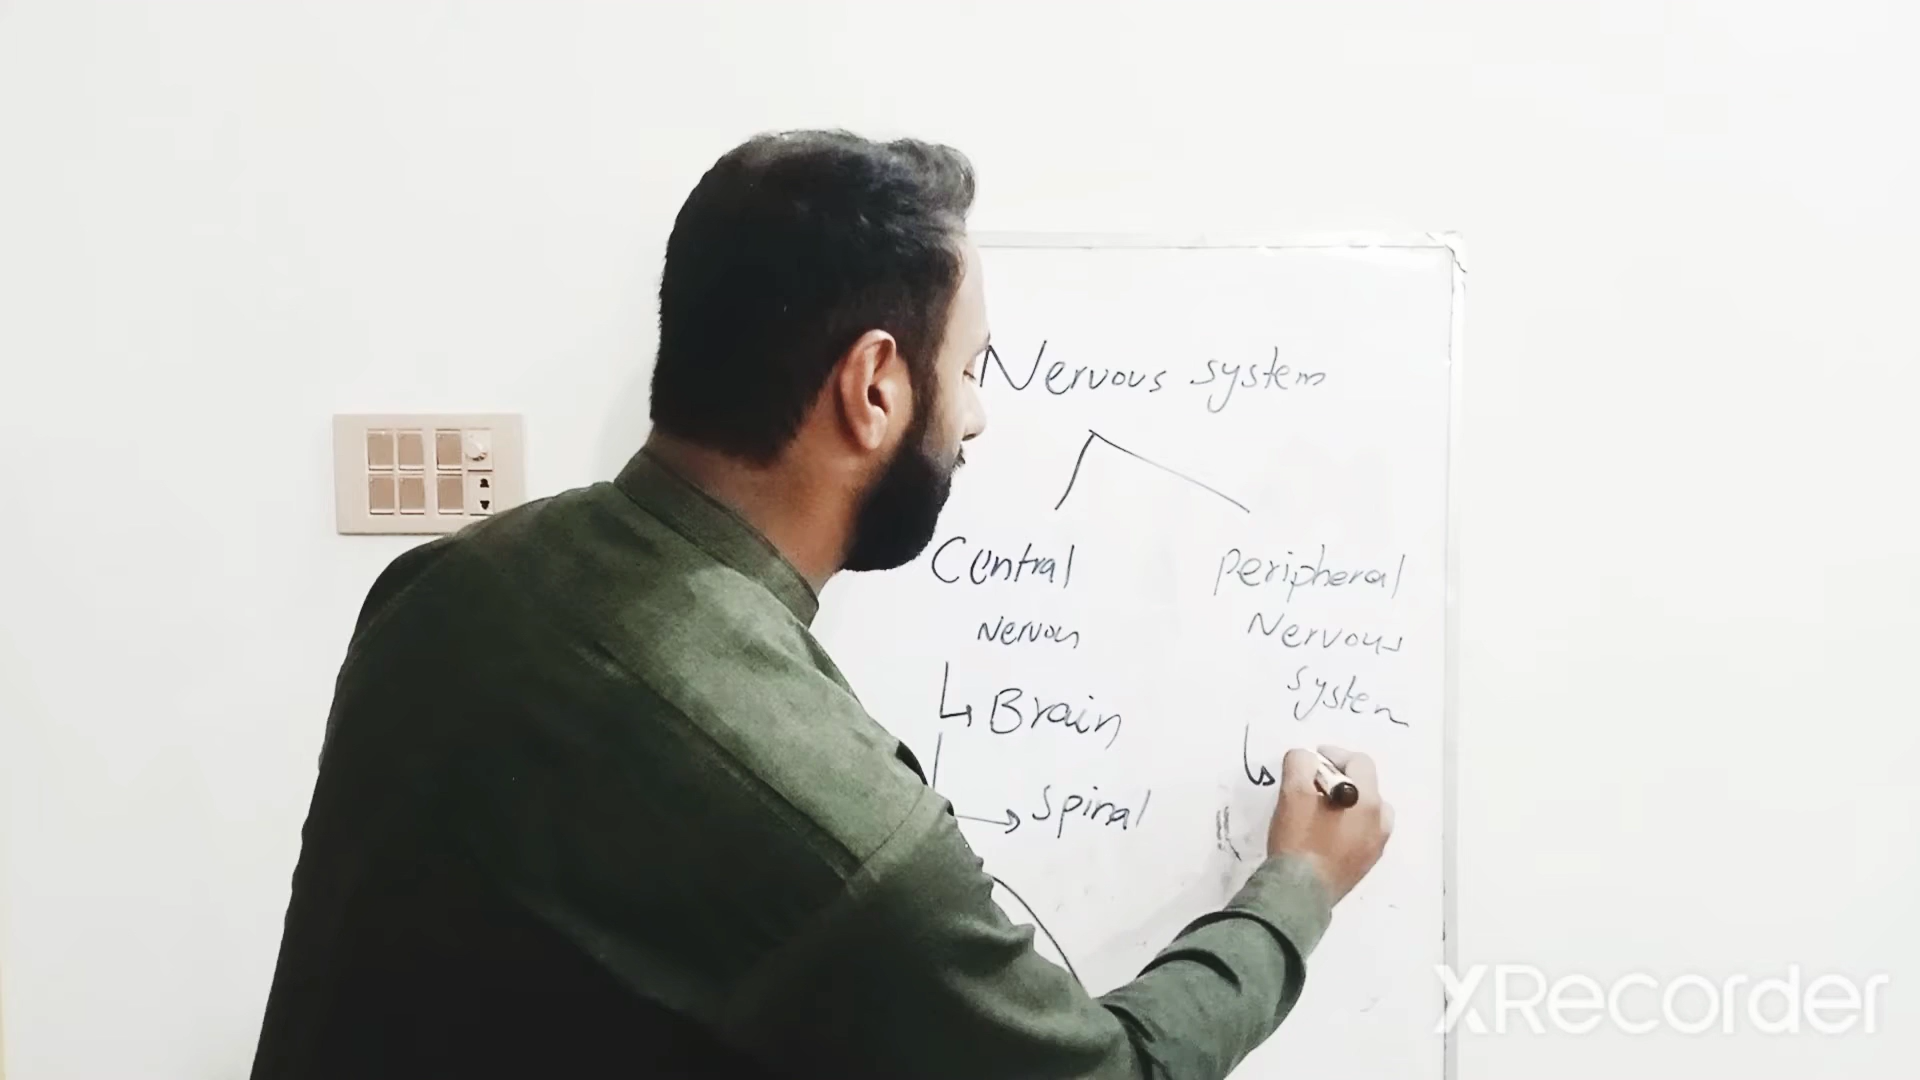 Nervous system
Central
Nervous
Brain
Spinal
peripheral
Nervous
system
XRecorder